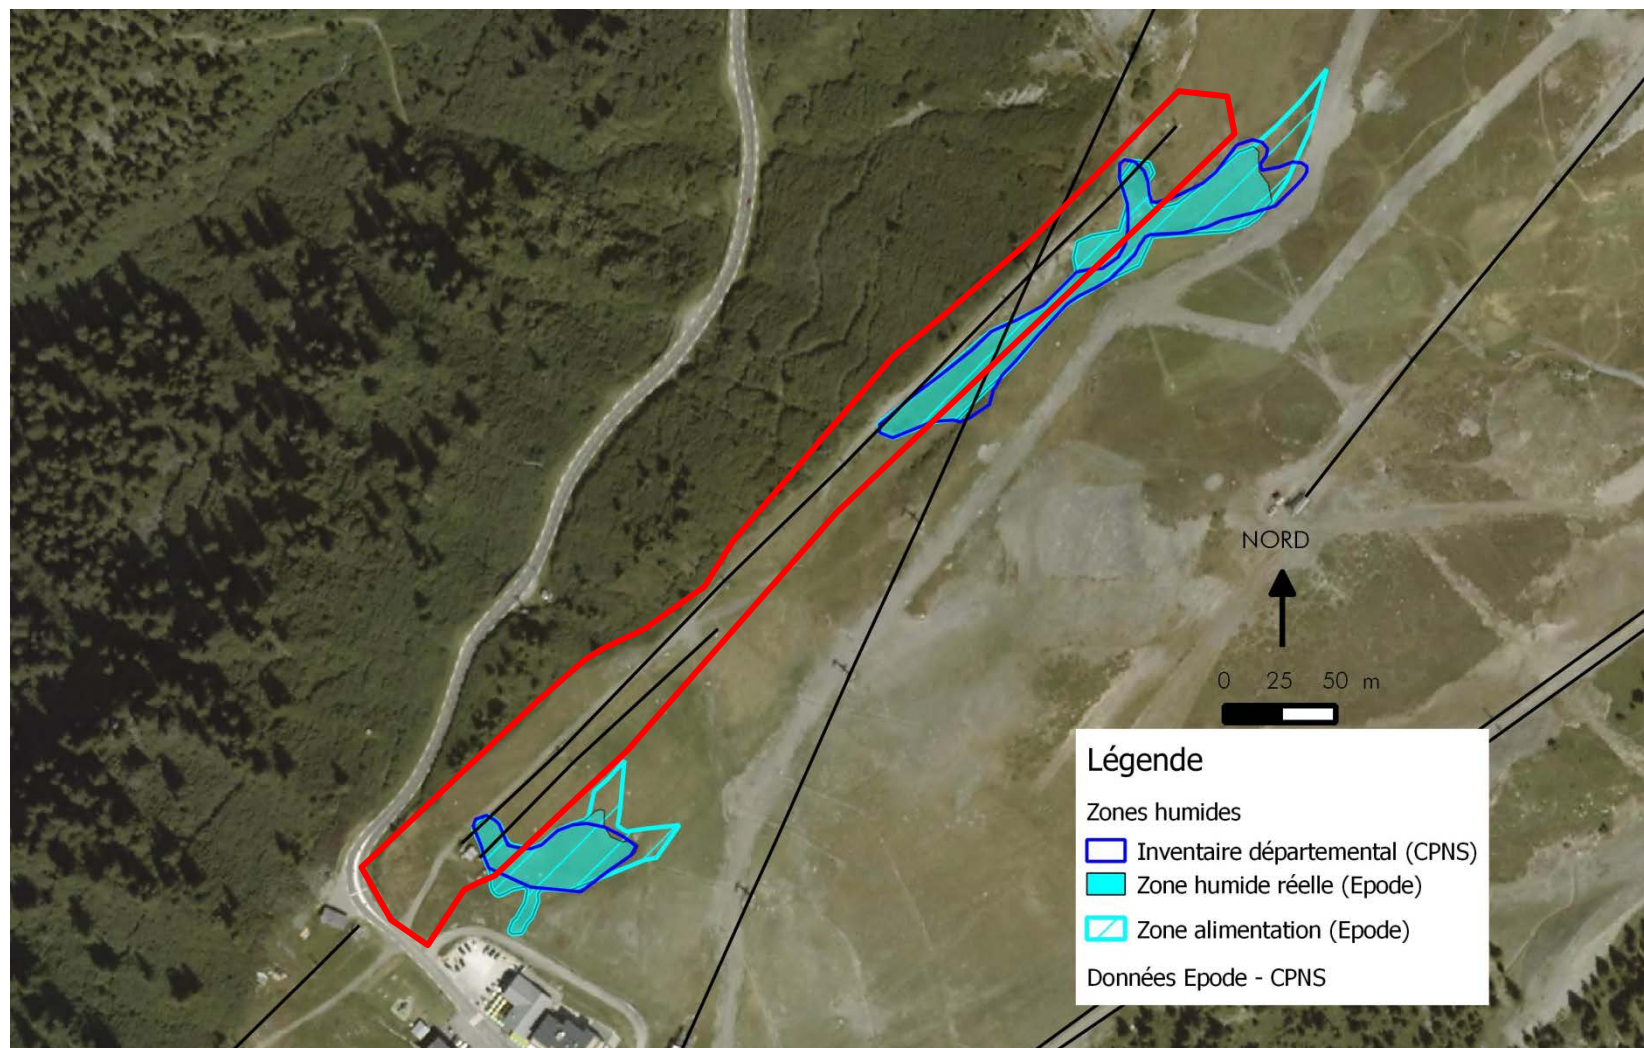 NORD
0 25 50 m
Légende
Zones humides
Inventaire départemental (CPNS)
Zone humide réelle (Epode)
Zone alimentation (Epode)
Données Epode - CPNS